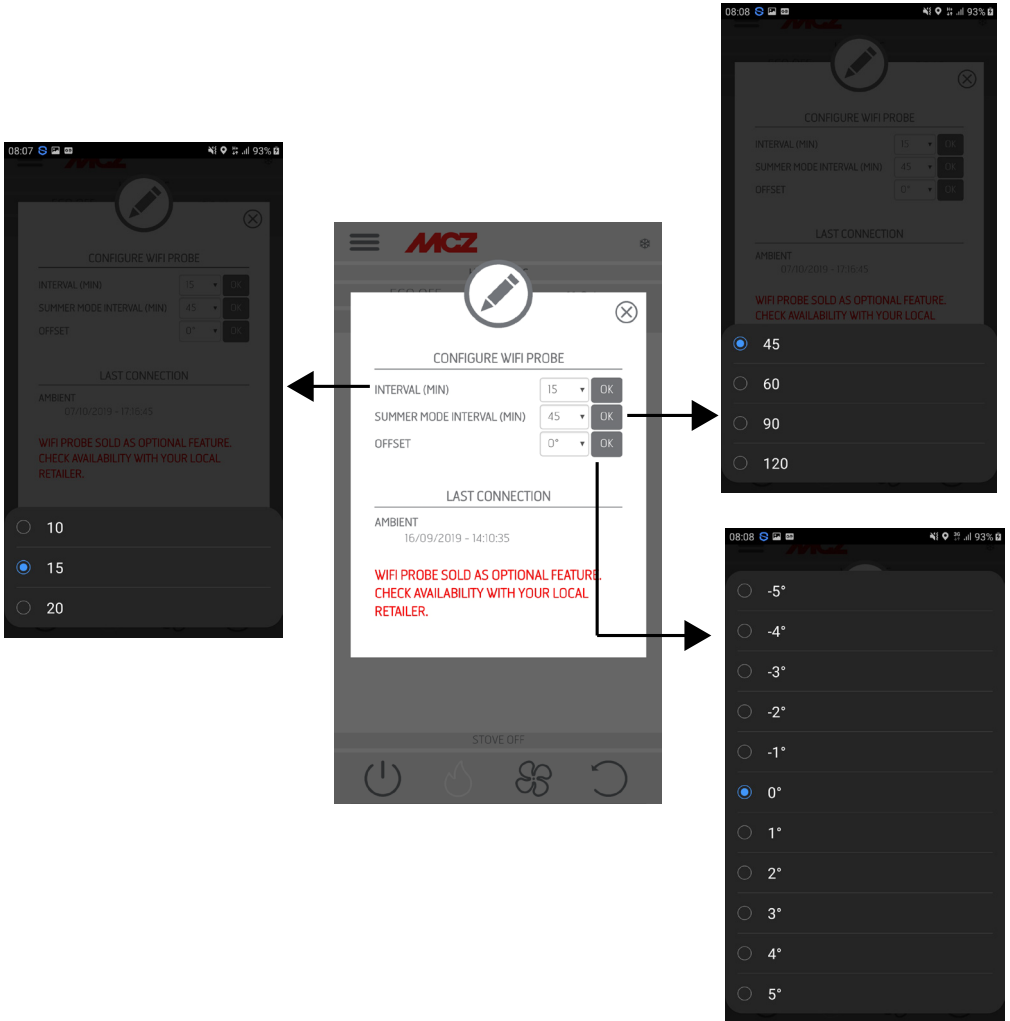 08:07 93%
MCZ
CONFIGURE WIFI PROBE
INTERVAL (MIN) 15 OK
SUMMER MODE INTERVAL (MIN) 45 OK
OFFSET 0° OK
LAST CONNECTION
AMBIENT
07/10/2019 - 17:16:45
WIFI PROBE SOLD AS OPTIONAL FEATURE.
CHECK AVAILABILITY WITH YOUR LOCAL
RETAILER.
10
15
20
MCZ
CONFIGURE WIFI PROBE
INTERVAL (MIN) 15 OK
SUMMER MODE INTERVAL (MIN) 45 OK
OFFSET 0° OK
LAST CONNECTION
AMBIENT
16/09/2019 - 14:10:35
WIFI PROBE SOLD AS OPTIONAL FEATURE.
CHECK AVAILABILITY WITH YOUR LOCAL
RETAILER.
STOVE OFF
08:08 93%
MCZ
CONFIGURE WIFI PROBE
INTERVAL (MIN) 15 OK
SUMMER MODE INTERVAL (MIN) 45 OK
OFFSET 0° OK
LAST CONNECTION
AMBIENT
07/10/2019 - 17:16:45
WIFI PROBE SOLD AS OPTIONAL FEATURE.
CHECK AVAILABILITY WITH YOUR LOCAL
45
60
90
120
08:08 3G 93%
-5°
-4°
-3°
-2°
-1°
0°
1°
2°
3°
4°
5°